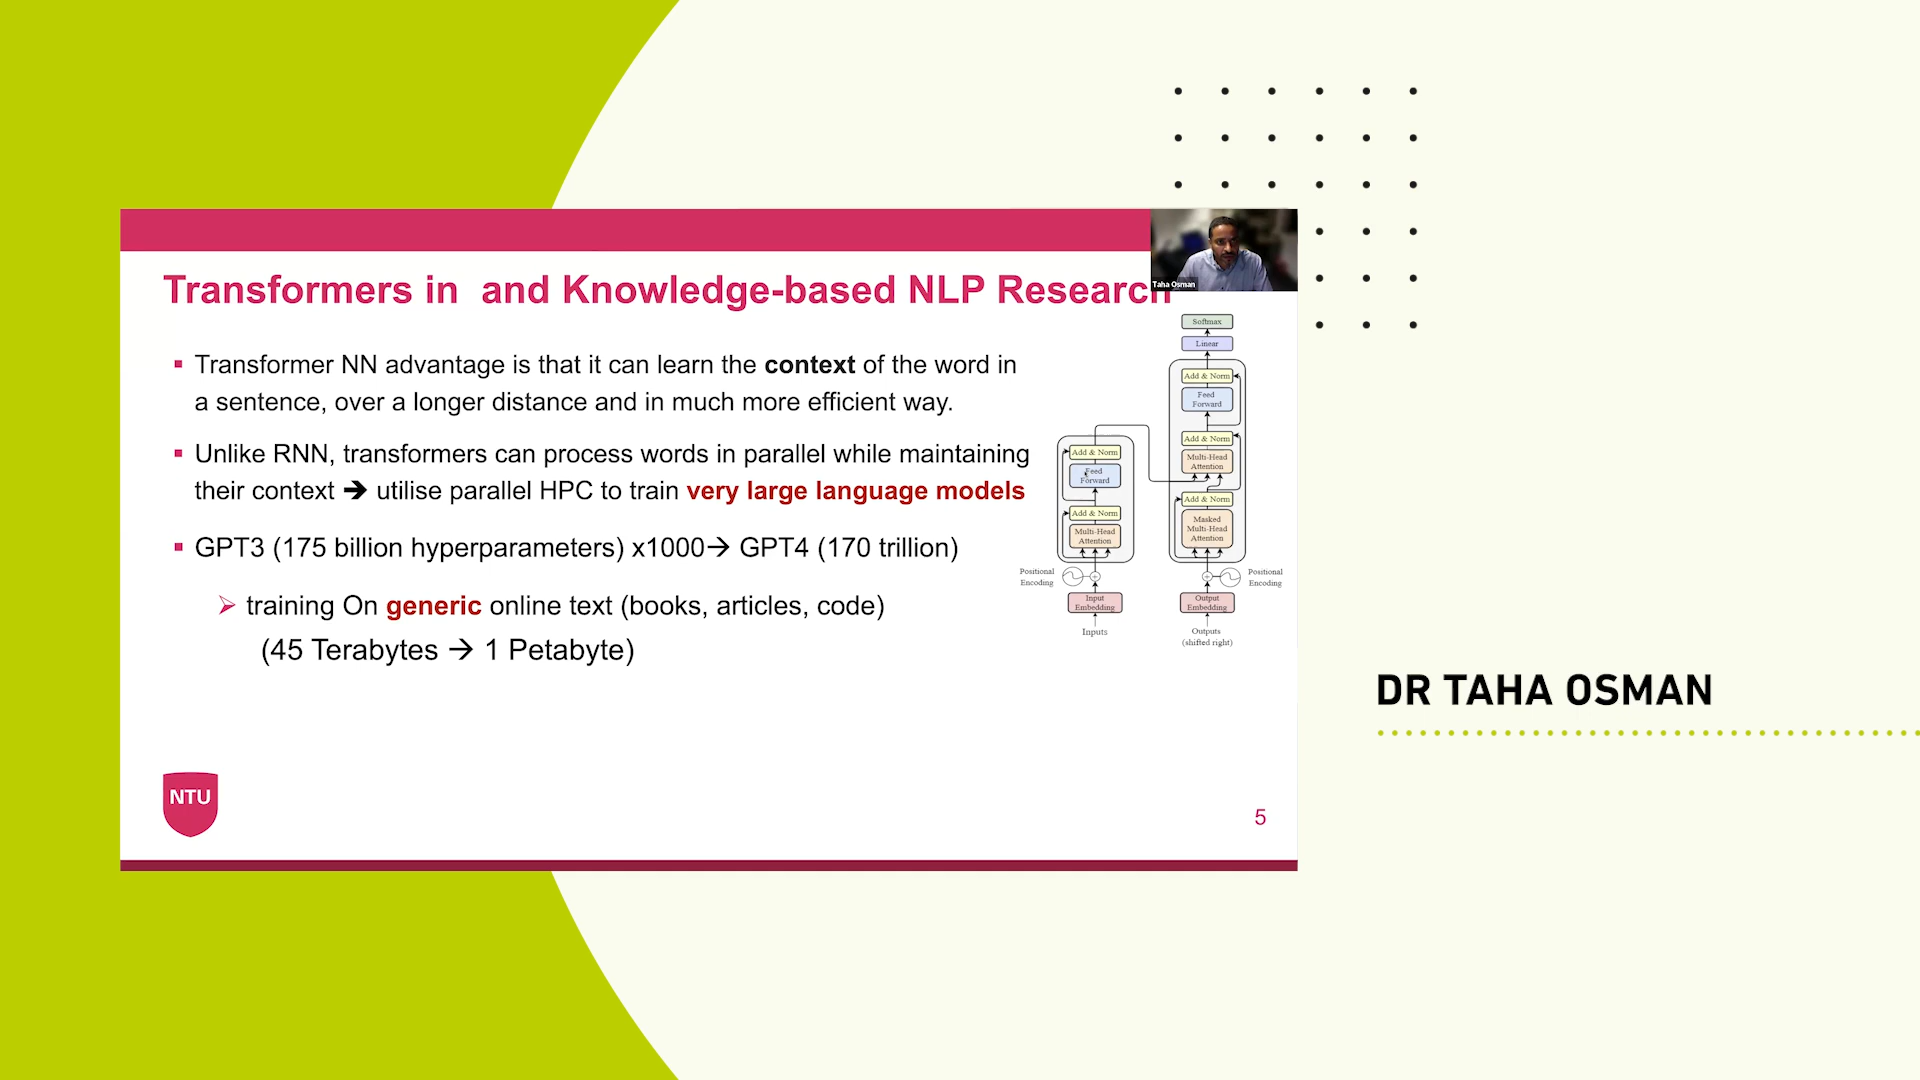 Taha Osman
Transformers in and Knowledge-based NLP Research
Transformer NN advantage is that it can learn the context of the word in
a sentence, over a longer distance and in much more efficient way.
Unlike RNN, transformers can process words in parallel while maintaining
their context ➔ utilise parallel HPC to train very large language models
GPT3 (175 billion hyperparameters) x1000→ GPT4 (170 trillion)
training On generic online text (books, articles, code)
(45 Terabytes → 1 Petabyte)
Softmax
Linear
Add & Norm
Feed
Forward
Add & Norm
Multi-Head
Attention
Add & Norm
Masked
Multi-Head
Attention
Positional
Encoding
Output
Embedding
Outputs
(shifted right)
Add & Norm
Feed
Forward
Add & Norm
Multi-Head
Attention
Positional
Encoding
Input
Embedding
Inputs
NTU
5
DR TAHA OSMAN